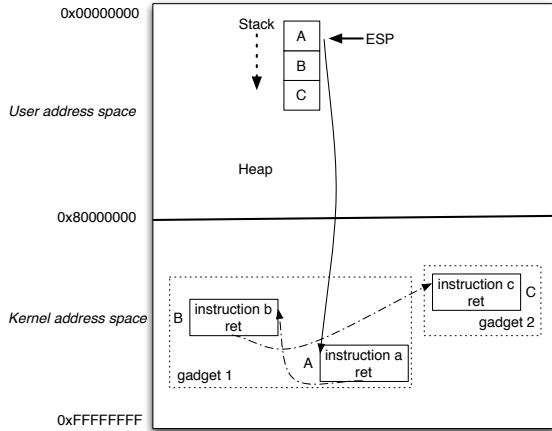 0x00000000
Stack
A
ESP
B
C
User address space
Heap
0x80000000
instruction c
ret
C
gadget 2
B
instruction b
ret
Kernel address space
A
instruction a
ret
gadget 1
0xFFFFFFFF